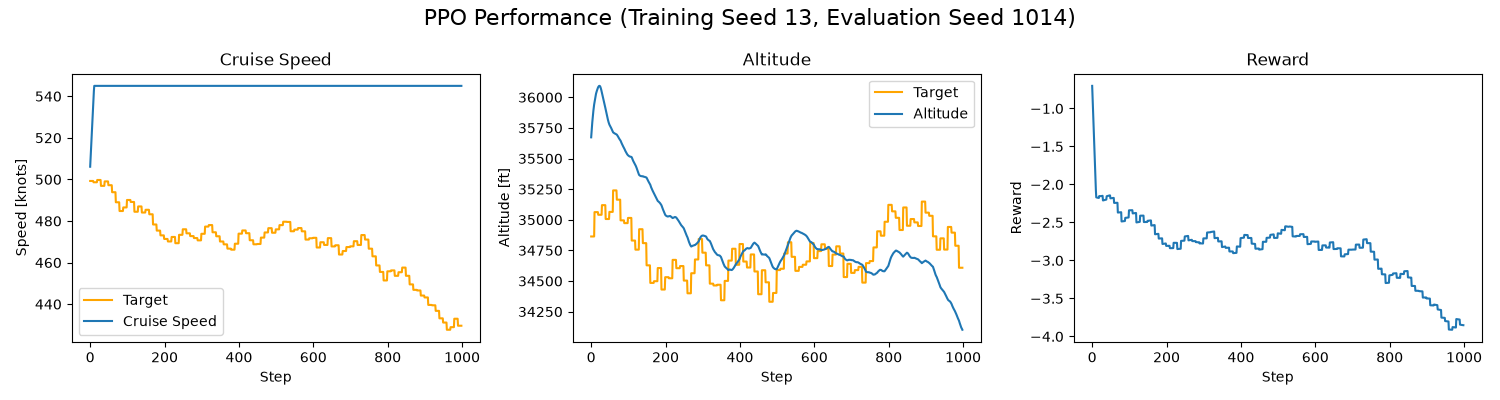 PPO Performance (Training Seed 13, Evaluation Seed 1014)
Cruise Speed
Speed [knots]
540
520
500
480
460
440
Target
Cruise Speed
0
200
400
600
800
1000
Step
Altitude
Altitude [ft]
36000
35750
35500
35250
35000
34750
34500
34250
Target
Altitude
0
200
400
600
800
1000
Step
Reward
Reward
−1.0
−1.5
−2.0
−2.5
−3.0
−3.5
−4.0
0
200
400
600
800
1000
Step